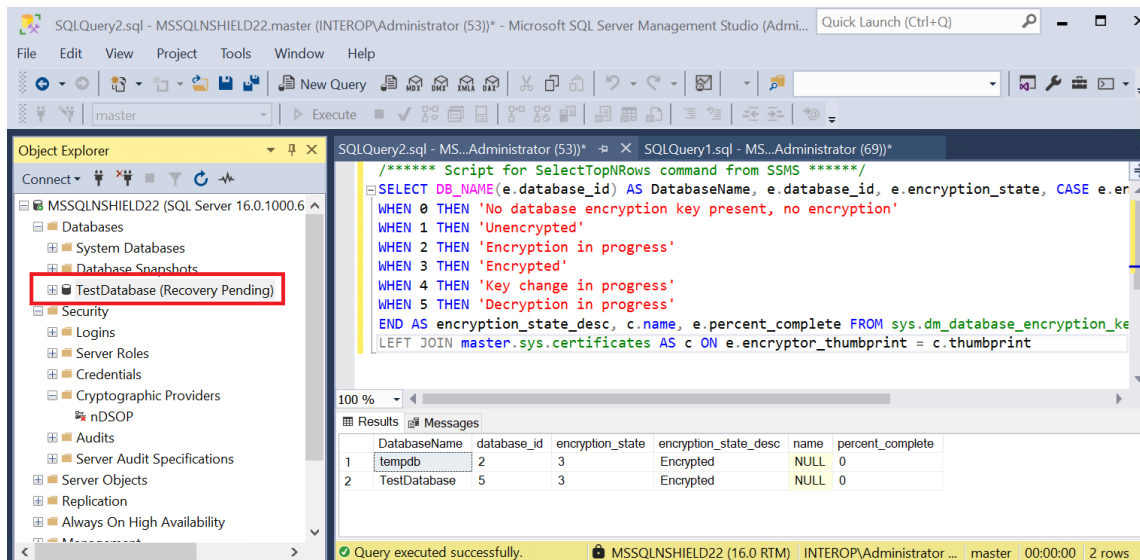 SQLQuery2.sql - MSSQLNSHIELD22.master (INTEROP\Administrator (53))* - Microsoft SQL Server Management Studio (Admi...
Quick Launch (Ctrl+Q)
File Edit View Project Tools Window Help
New Query MDX DMX XMLA DAX
master Execute
Object Explorer
Connect
MSSQLNSHIELD22 (SQL Server 16.0.1000.6
Databases
System Databases
Database Snapshots
TestDatabase (Recovery Pending)
Security
Logins
Server Roles
Credentials
Cryptographic Providers
nDSOP
Audits
Server Audit Specifications
Server Objects
Replication
Always On High Availability
Management
SQLQuery2.sql - MS...Administrator (53))* SQLQuery1.sql - MS...Administrator (69))*
/****** Script for SelectTopNRows command from SSMS ******/
SELECT DB_NAME(e.database_id) AS DatabaseName, e.database_id, e.encryption_state, CASE e.en
WHEN 0 THEN 'No database encryption key present, no encryption'
WHEN 1 THEN 'Unencrypted'
WHEN 2 THEN 'Encryption in progress'
WHEN 3 THEN 'Encrypted'
WHEN 4 THEN 'Key change in progress'
WHEN 5 THEN 'Decryption in progress'
END AS encryption_state_desc, c.name, e.percent_complete FROM sys.dm_database_encryption_ke
LEFT JOIN master.sys.certificates AS c ON e.encryptor_thumbprint = c.thumbprint
100 %
Results Messages
DatabaseName database_id encryption_state encryption_state_desc name percent_complete
1 tempdb 2 3 Encrypted NULL 0
2 TestDatabase 5 3 Encrypted NULL 0
Query executed successfully. MSSQLNSHIELD22 (16.0 RTM) INTEROP\Administrator ... master 00:00:00 2 rows